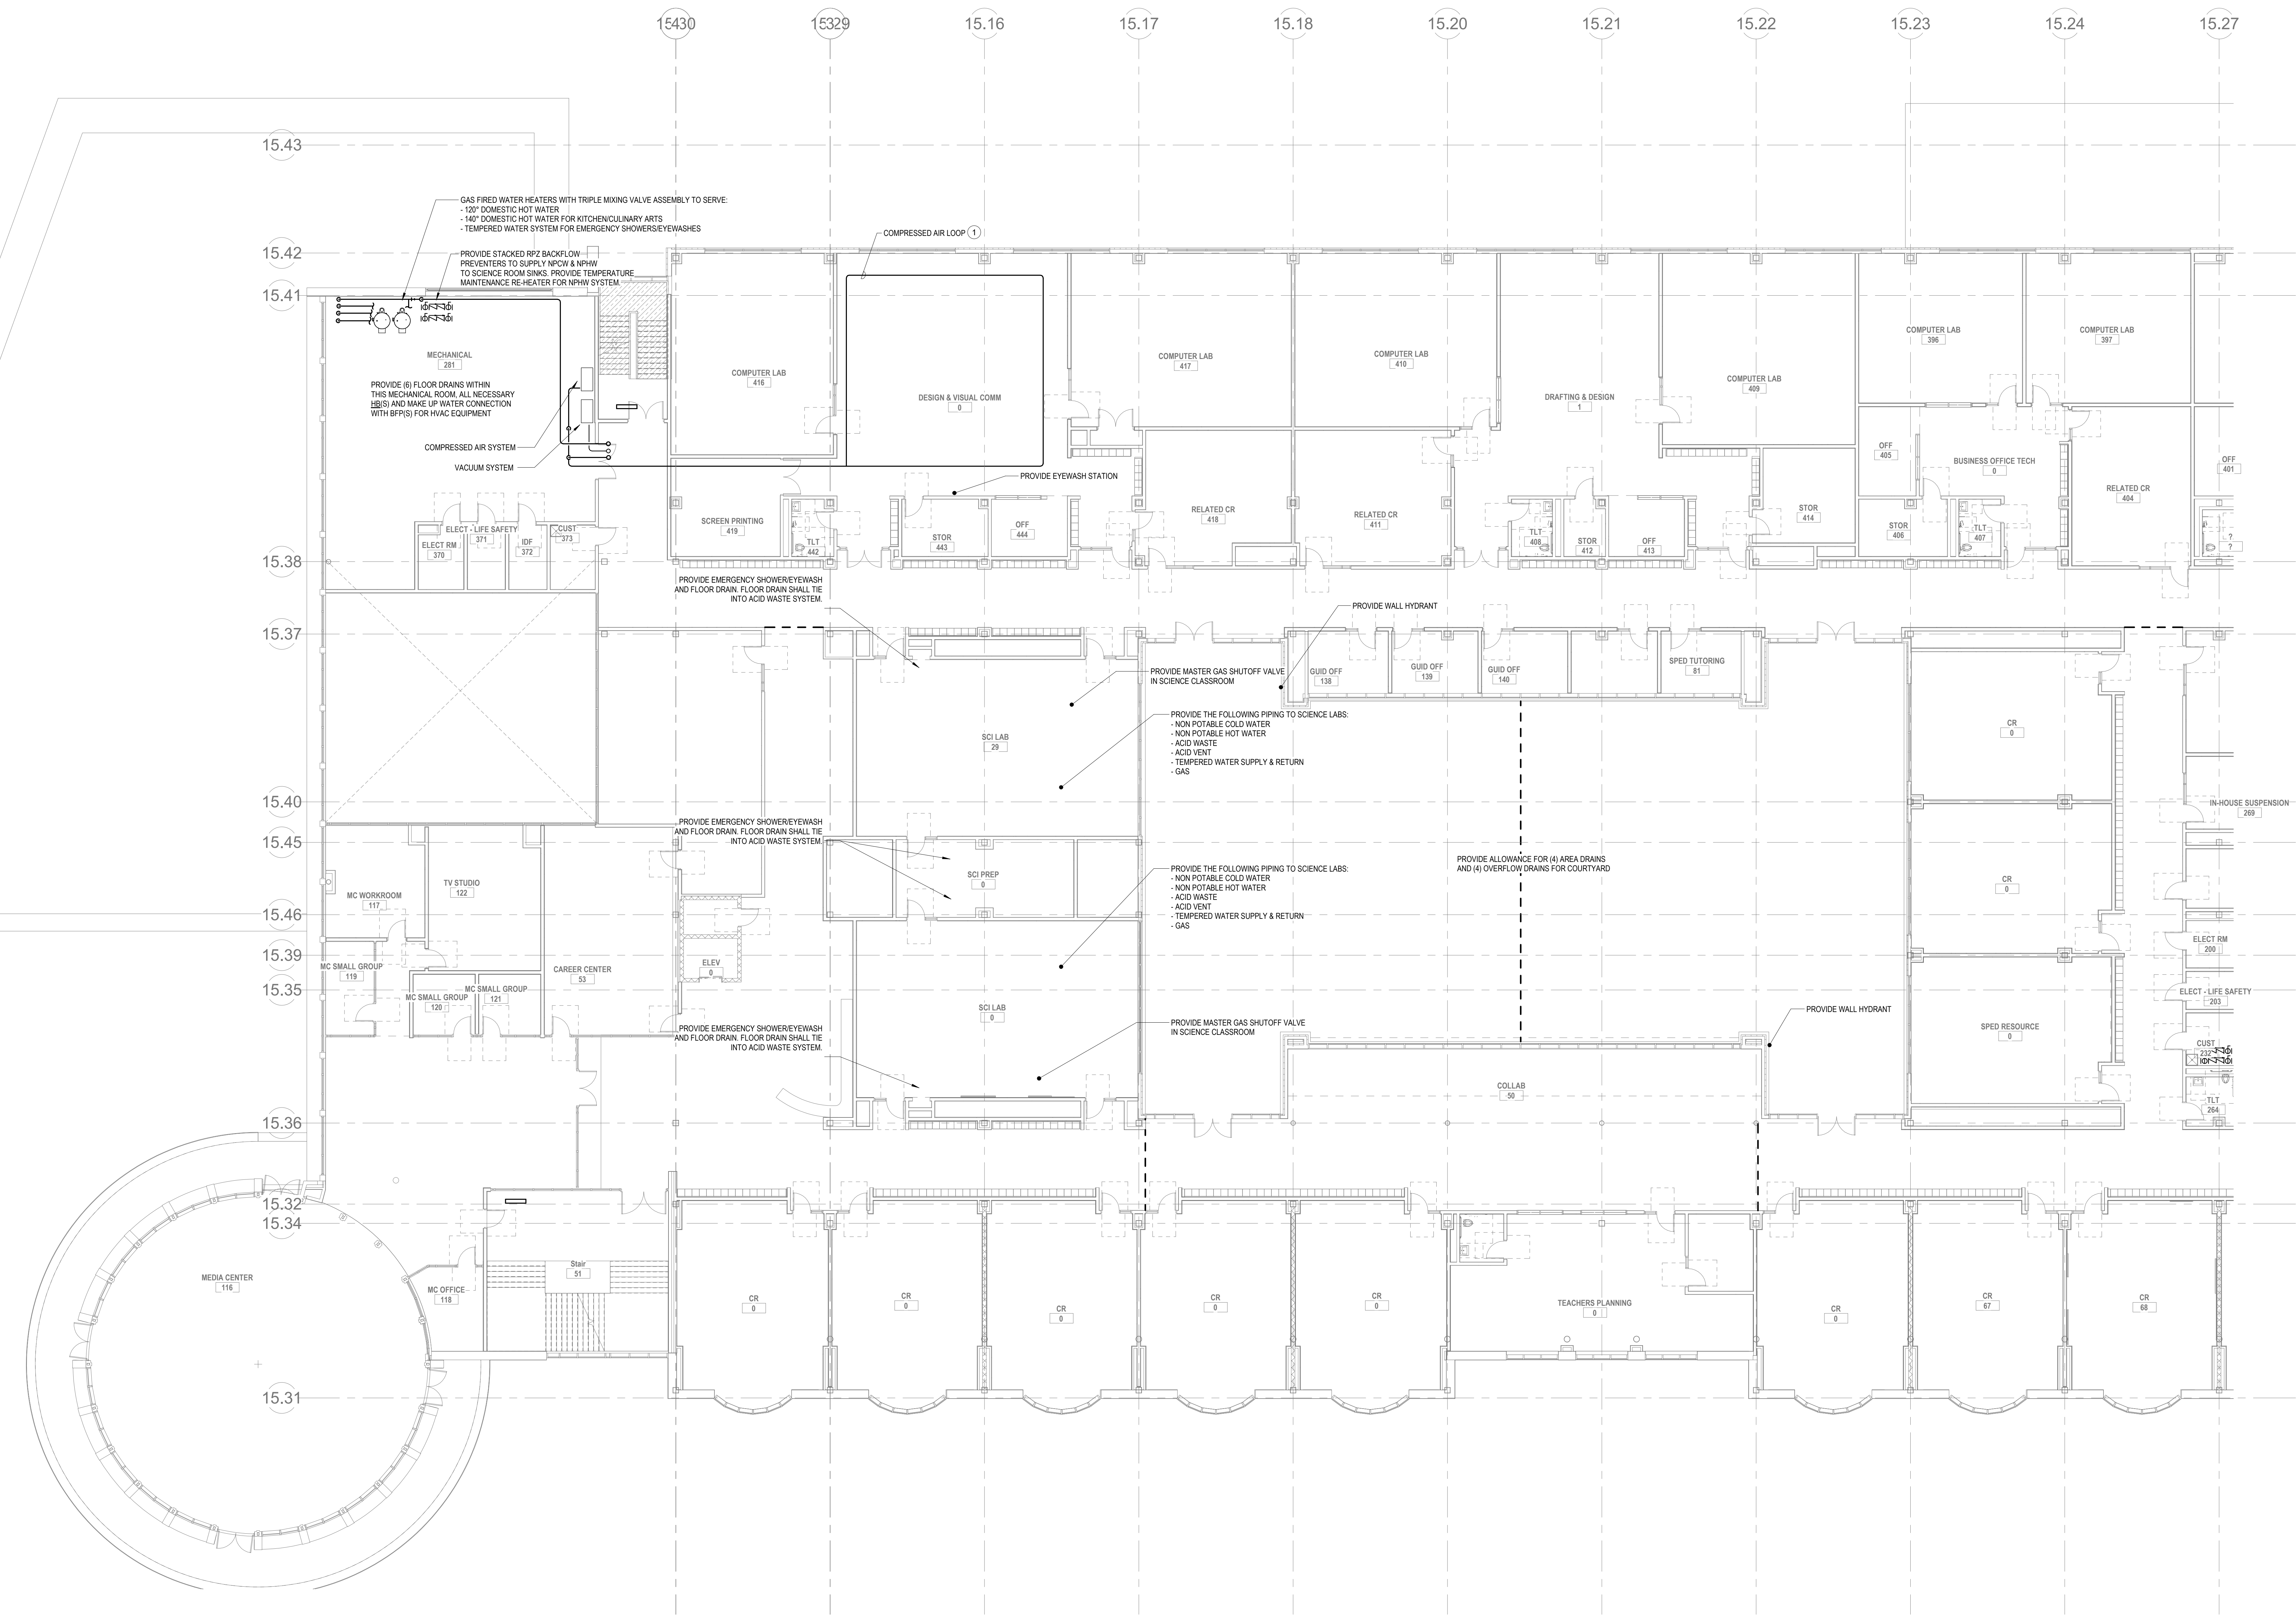 15.16
15.17
15.18
15.20
15.21
15.22
15.23
15.24
15.27
15.43
15.42
15.41
15.38
15.37
15.40
15.45
15.46
15.39
15.35
15.36
15.32
15.34
15.31
GAS FIRED WATER HEATERS WITH TRIPLE MIXING VALVE ASSEMBLY TO SERVE:
- 120° DOMESTIC HOT WATER
- 140° DOMESTIC HOT WATER FOR KITCHEN/CULINARY ARTS
- TEMPERED WATER SYSTEM FOR EMERGENCY SHOWERS/EYEWASHES
PROVIDE STACKED RPZ BACKFLOW
PREVENTERS TO SUPPLY NPCW & NPHW
TO SCIENCE ROOM SINKS. PROVIDE TEMPERATURE
MAINTENANCE RE-HEATER FOR NPHW SYSTEM.
COMPRESSED AIR LOOP 1
MECHANICAL
281
PROVIDE (6) FLOOR DRAINS WITHIN
THIS MECHANICAL ROOM, ALL NECESSARY
HB(S) AND MAKE UP WATER CONNECTION
WITH BFP(S) FOR HVAC EQUIPMENT
COMPRESSED AIR SYSTEM
VACUUM SYSTEM
COMPUTER LAB
416
DESIGN & VISUAL COMM
0
COMPUTER LAB
417
COMPUTER LAB
410
DRAFTING & DESIGN
1
COMPUTER LAB
409
COMPUTER LAB
396
COMPUTER LAB
397
OFF
405
BUSINESS OFFICE TECH
0
OFF
401
RELATED CR
404
PROVIDE EYEWASH STATION
SCREEN PRINTING
419
TLT
442
STOR
443
OFF
444
RELATED CR
418
RELATED CR
411
TLT
408
STOR
412
OFF
413
STOR
414
STOR
406
TLT
407
?
?
ELECT RM
370
ELECT - LIFE SAFETY
371
IDF
372
CUST
373
PROVIDE EMERGENCY SHOWER/EYEWASH
AND FLOOR DRAIN. FLOOR DRAIN SHALL TIE
INTO ACID WASTE SYSTEM.
PROVIDE WALL HYDRANT
PROVIDE MASTER GAS SHUTOFF VALVE
IN SCIENCE CLASSROOM
GUID OFF
138
GUID OFF
139
GUID OFF
140
SPED TUTORING
81
PROVIDE THE FOLLOWING PIPING TO SCIENCE LABS:
- NON POTABLE COLD WATER
- NON POTABLE HOT WATER
- ACID WASTE
- ACID VENT
- TEMPERED WATER SUPPLY & RETURN
- GAS
SCI LAB
29
CR
0
IN-HOUSE SUSPENSION
269
PROVIDE EMERGENCY SHOWER/EYEWASH
AND FLOOR DRAIN. FLOOR DRAIN SHALL TIE
INTO ACID WASTE SYSTEM.
SCI PREP
0
PROVIDE THE FOLLOWING PIPING TO SCIENCE LABS:
- NON POTABLE COLD WATER
- NON POTABLE HOT WATER
- ACID WASTE
- ACID VENT
- TEMPERED WATER SUPPLY & RETURN
- GAS
PROVIDE ALLOWANCE FOR (4) AREA DRAINS
AND (4) OVERFLOW DRAINS FOR COURTYARD
CR
0
MC WORKROOM
117
TV STUDIO
122
MC SMALL GROUP
119
MC SMALL GROUP
120
MC SMALL GROUP
121
CAREER CENTER
53
ELEV
0
ELECT RM
200
ELECT - LIFE SAFETY
203
SCI LAB
0
PROVIDE EMERGENCY SHOWER/EYEWASH
AND FLOOR DRAIN. FLOOR DRAIN SHALL TIE
INTO ACID WASTE SYSTEM.
PROVIDE MASTER GAS SHUTOFF VALVE
IN SCIENCE CLASSROOM
PROVIDE WALL HYDRANT
SPED RESOURCE
0
CUST
232
TLT
264
COLLAB
50
MEDIA CENTER
116
MC OFFICE
118
Stair
51
CR
0
CR
0
CR
0
CR
0
CR
0
TEACHERS PLANNING
0
CR
0
CR
67
CR
68